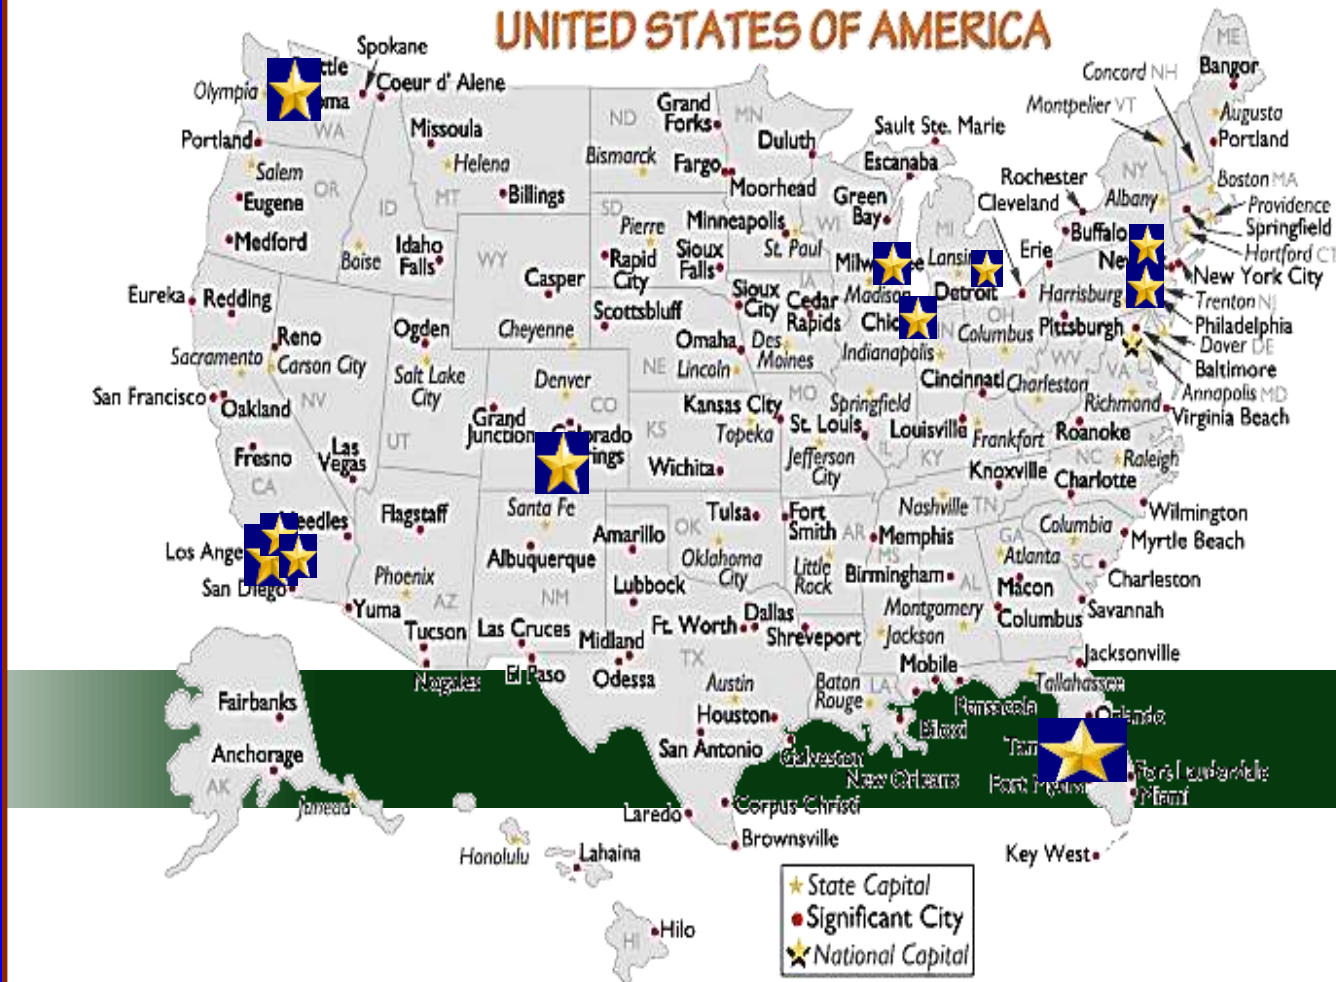 UNITED STATES OF AMERICA
Spokane
Coeur d' Alene
Olympia
WA
Portland
Salem
OR
Eugene
Medford
Missoula
Helena
MT
Billings
ID
Boise
Idaho
Falls
WY
Casper
Cheyenne
ND
Bismarck
Grand
Forks
Fargo
MN
Duluth
Moorhead
SD
Pierre
Rapid
City
Minneapolis
St. Paul
Sioux
Falls
Sault Ste. Marie
Escanaba
Green
Bay
WI
MI
Madison
Detroit
Concord NH
Montpelier VT
ME
Bangor
Augusta
Portland
NY
Albany
Boston MA
Providence
Springfield
Hartford CT
Rochester
Cleveland
Buffalo
Erie
New York City
Harrisburg
Trenton NJ
Philadelphia
Dover DE
Baltimore
Annapolis MD
Pittsburgh
OH
Columbus
WV
VA
Richmond
Virginia Beach
Eureka
Redding
Reno
Carson City
Sacramento
San Francisco
Oakland
NV
Fresno
Las
Vegas
CA
Ogden
Salt Lake
City
UT
Scottsbluff
NE
Lincoln
Omaha
Sioux
City
IA
Cedar
Rapids
Des
Moines
IN
Indianapolis
Denver
CO
Grand
Junction
KS
Kansas City
Topeka
Wichita
MO
St. Louis
Jefferson
City
Springfield
IL
Cincinnati
Charleston
Louisville
Frankfort
KY
Roanoke
Knoxville
NC
Raleigh
Charlotte
Wilmington
Needles
San Diego
Flagstaff
Phoenix
AZ
Yuma
Tucson
Nogales
Santa Fe
Albuquerque
NM
Las Cruces
El Paso
Amarillo
Lubbock
Midland
Odessa
OK
Tulsa
Oklahoma
City
Fort
Smith
AR
Little
Rock
Memphis
Nashville
TN
MS
Birmingham
AL
Montgomery
Jackson
GA
Atlanta
Macon
Columbus
Columbia
SC
Myrtle Beach
Charleston
Savannah
Ft. Worth
Dallas
Shreveport
TX
Austin
Houston
San Antonio
Galveston
Baton
Rouge
LA
New Orleans
Biloxi
Mobile
Pensacola
Tallahassee
Jacksonville
Orlando
Fort Myers
Fort Lauderdale
Miami
Key West
Laredo
Corpus Christi
Brownsville
Fairbanks
Anchorage
AK
Juneau
Honolulu
Lahaina
HI
Hilo
State Capital
Significant City
National Capital